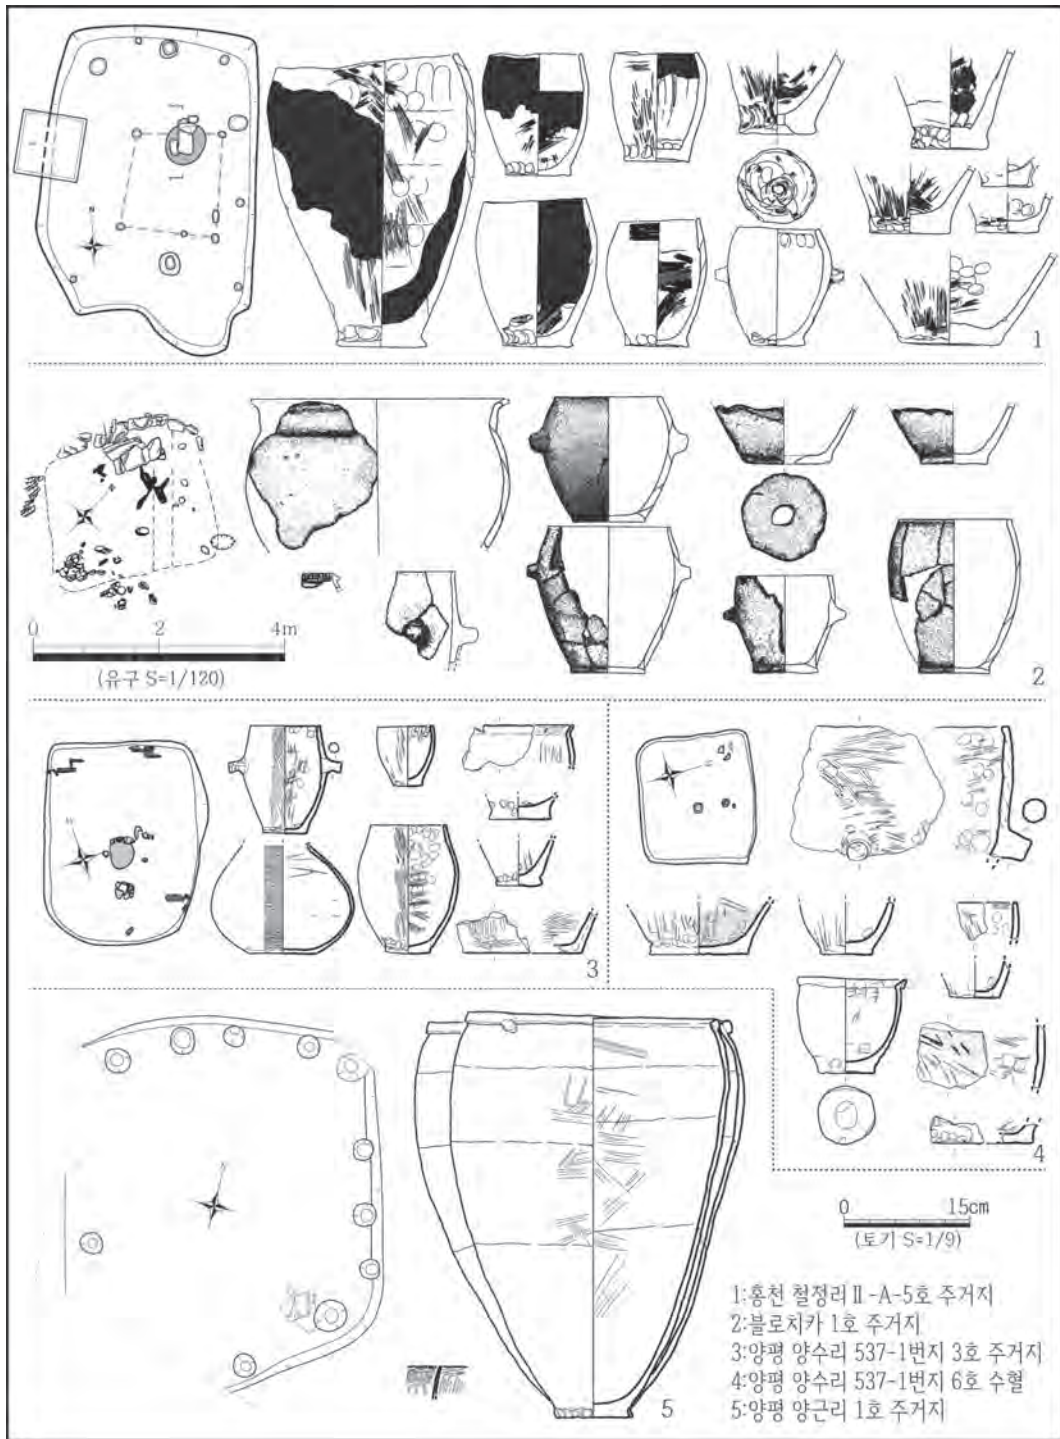 1
0 2 4m
(유구 S=1/120)
2
3
4
0 15㎝
(토기 S=1/9)
5
1:홍천 철정리Ⅱ-A-5호 주거지
2:블로치카 1호 주거지
3:양평 양수리 537-1번지 3호 주거지
4:양평 양수리 537-1번지 6호 수혈
5:양평 양근리 1호 주거지